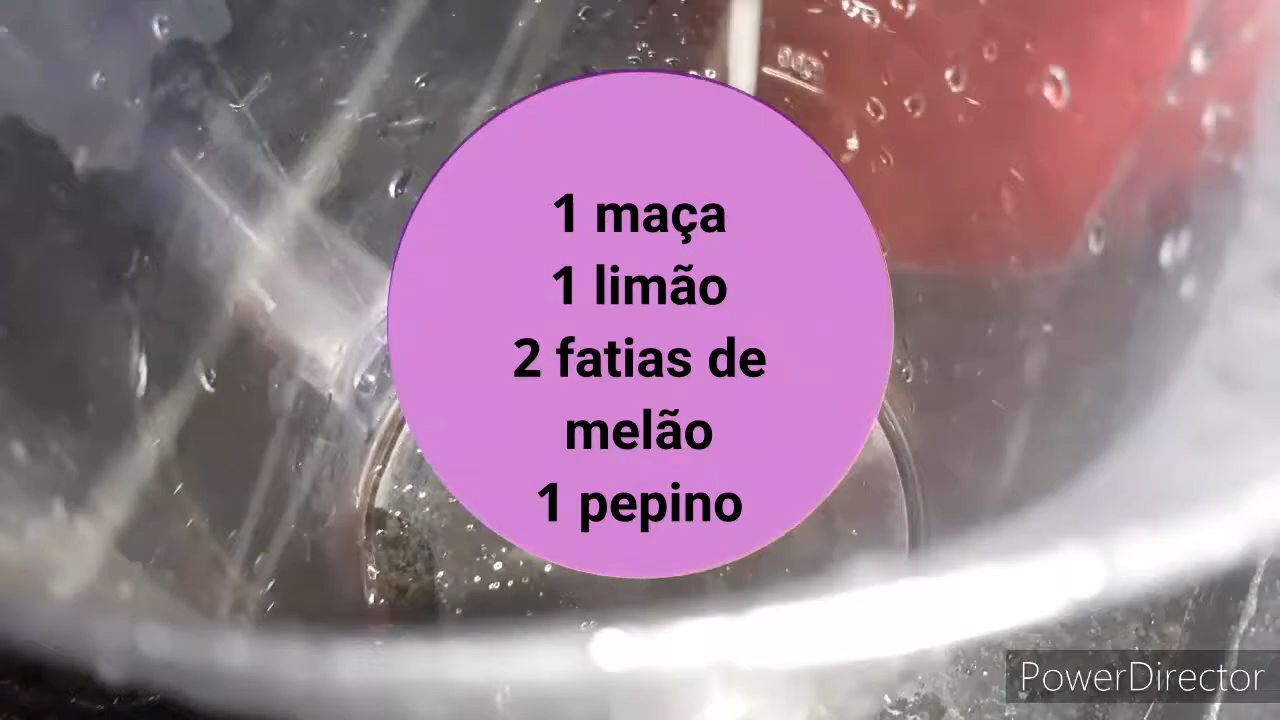 1 maça
1 limão
2 fatias de
melão
1 pepino
PowerDirector